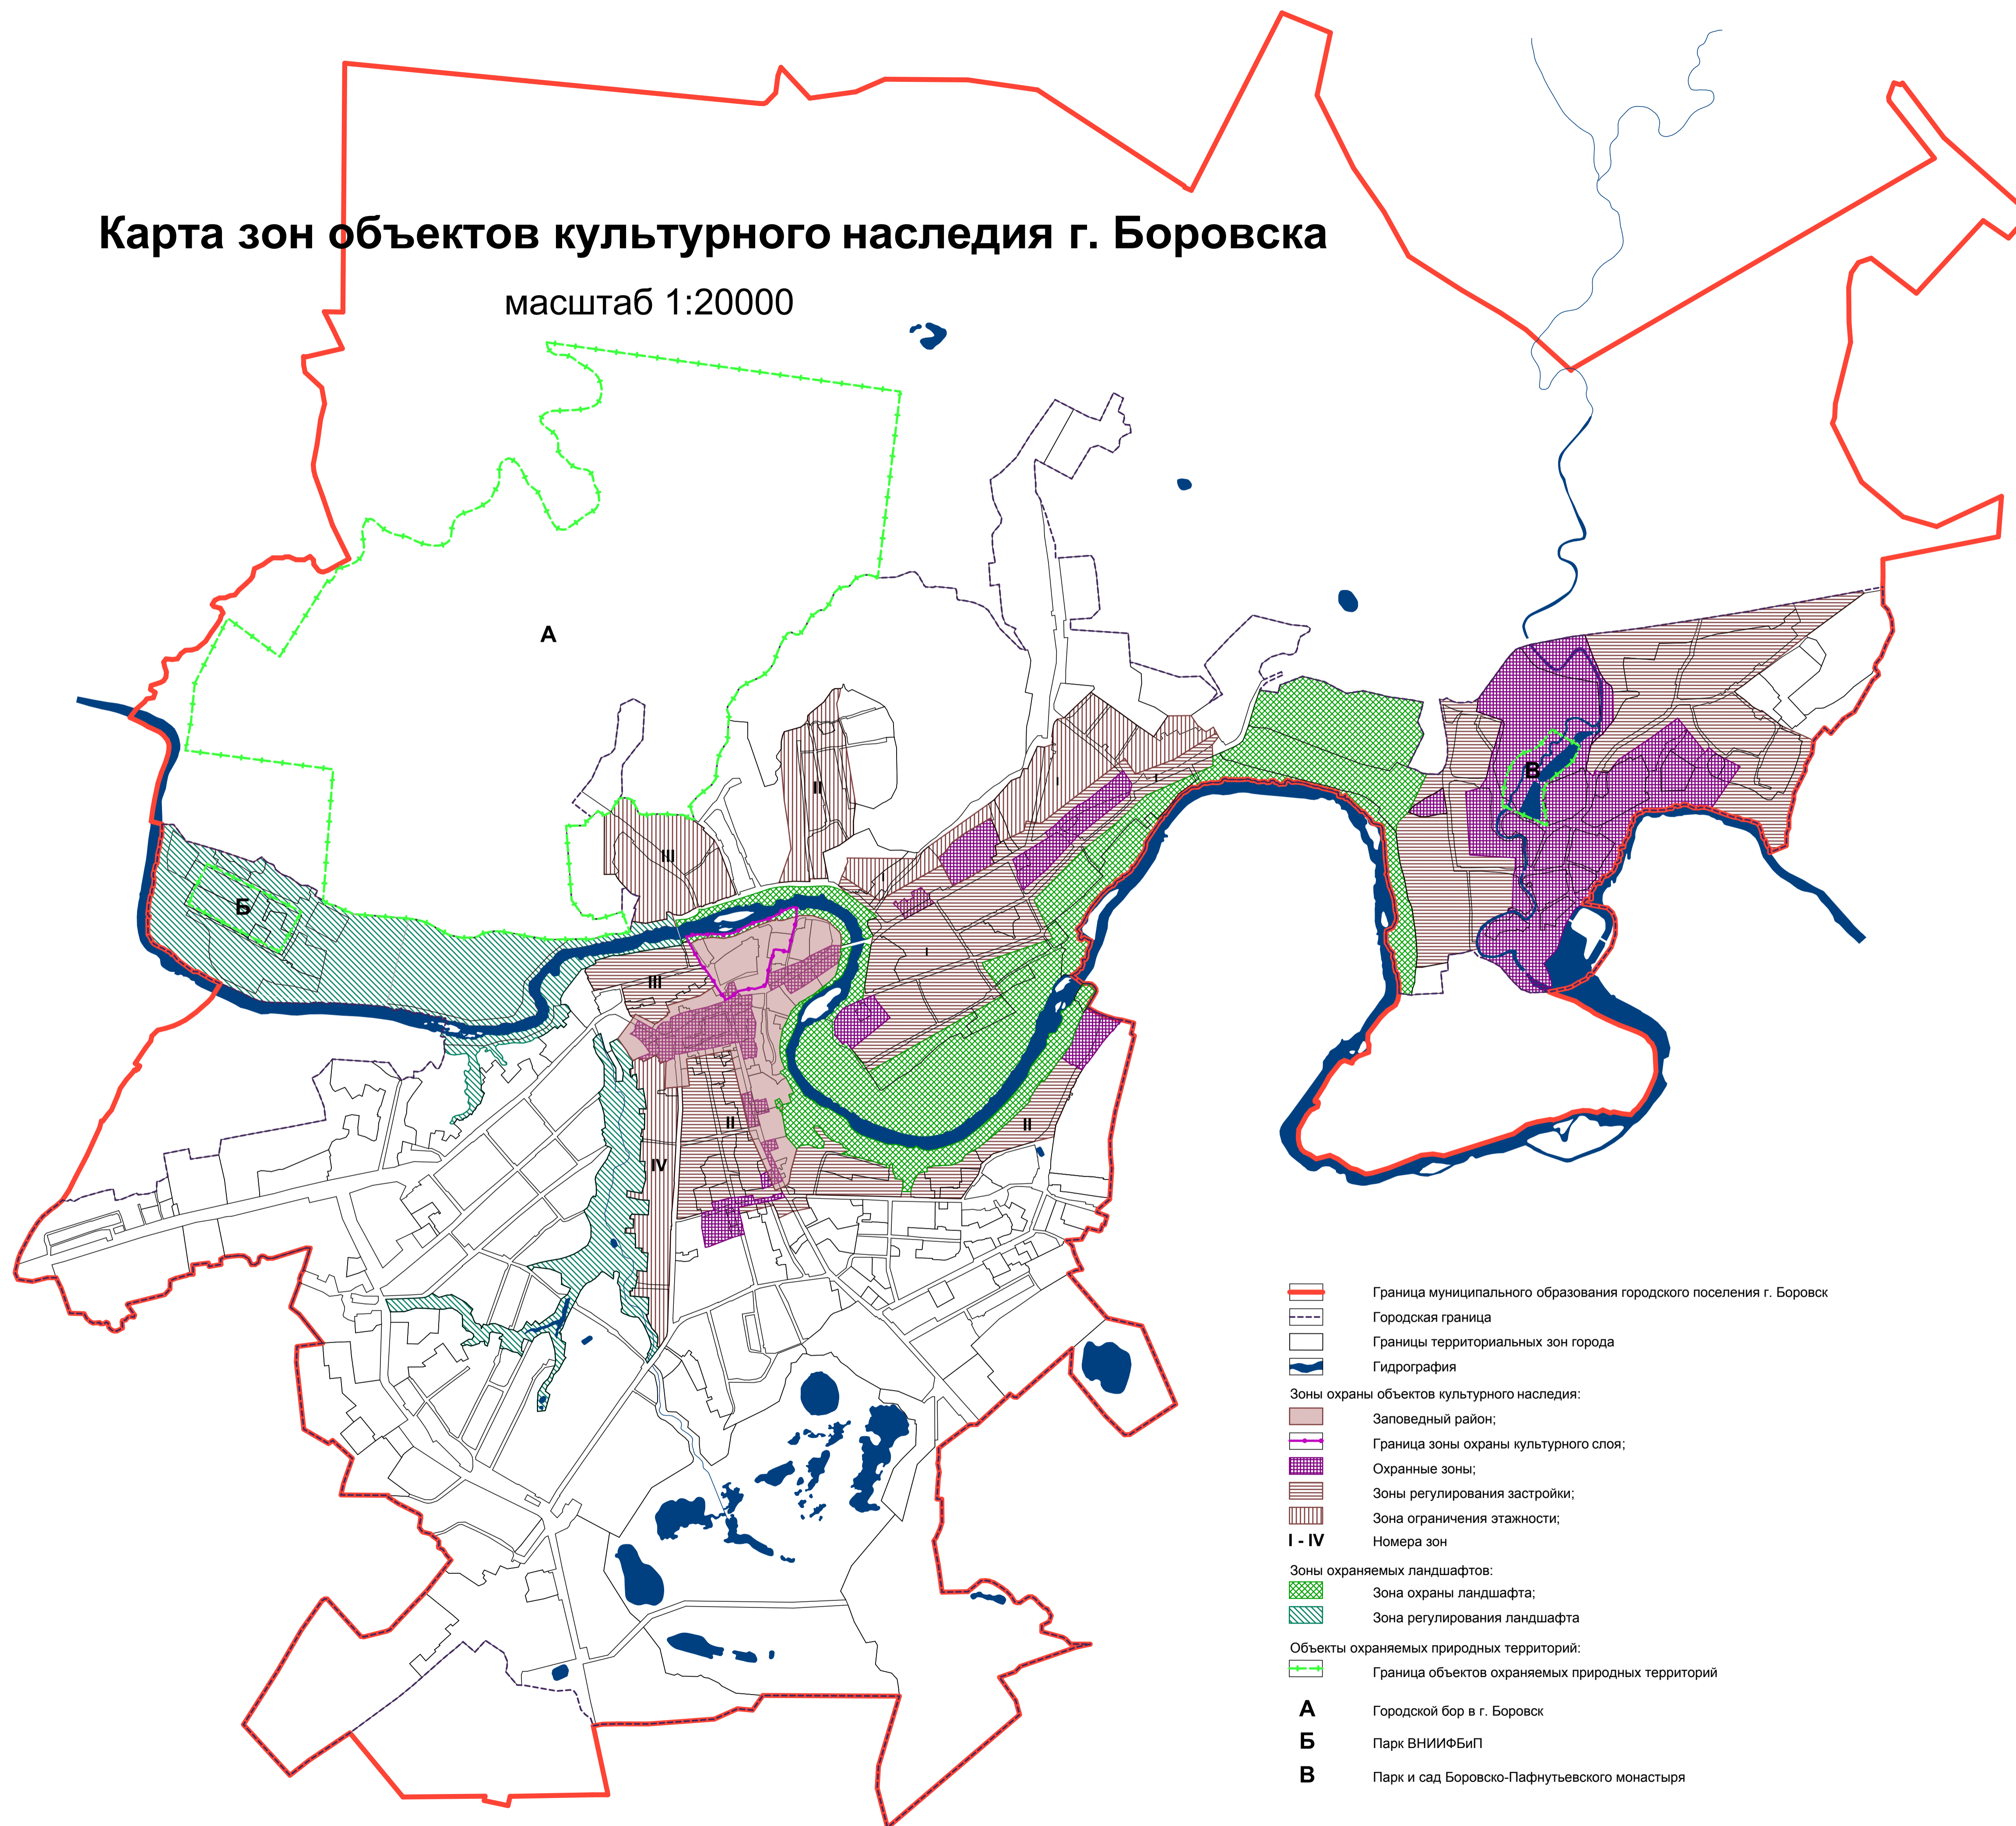 Карта зон объектов культурного наследия г. Боровска
масштаб 1:20000
А
II
I
I
В
III
I
Б
I
III
II
II
IV
Граница муниципального образования городского поселения г. Боровск
Городская граница
Границы территориальных зон города
Гидрография
Зоны охраны объектов культурного наследия:
Заповедный район;
Граница зоны охраны культурного слоя;
Охранные зоны;
Зоны регулирования застройки;
Зона ограничения этажности;
I - IV Номера зон
Зоны охраняемых ландшафтов:
Зона охраны ландшафта;
Зона регулирования ландшафта
Объекты охраняемых природных территорий:
Граница объектов охраняемых природных территорий
А Городской бор в г. Боровск
Б Парк ВНИИФБиП
В Парк и сад Боровско-Пафнутьевского монастыря